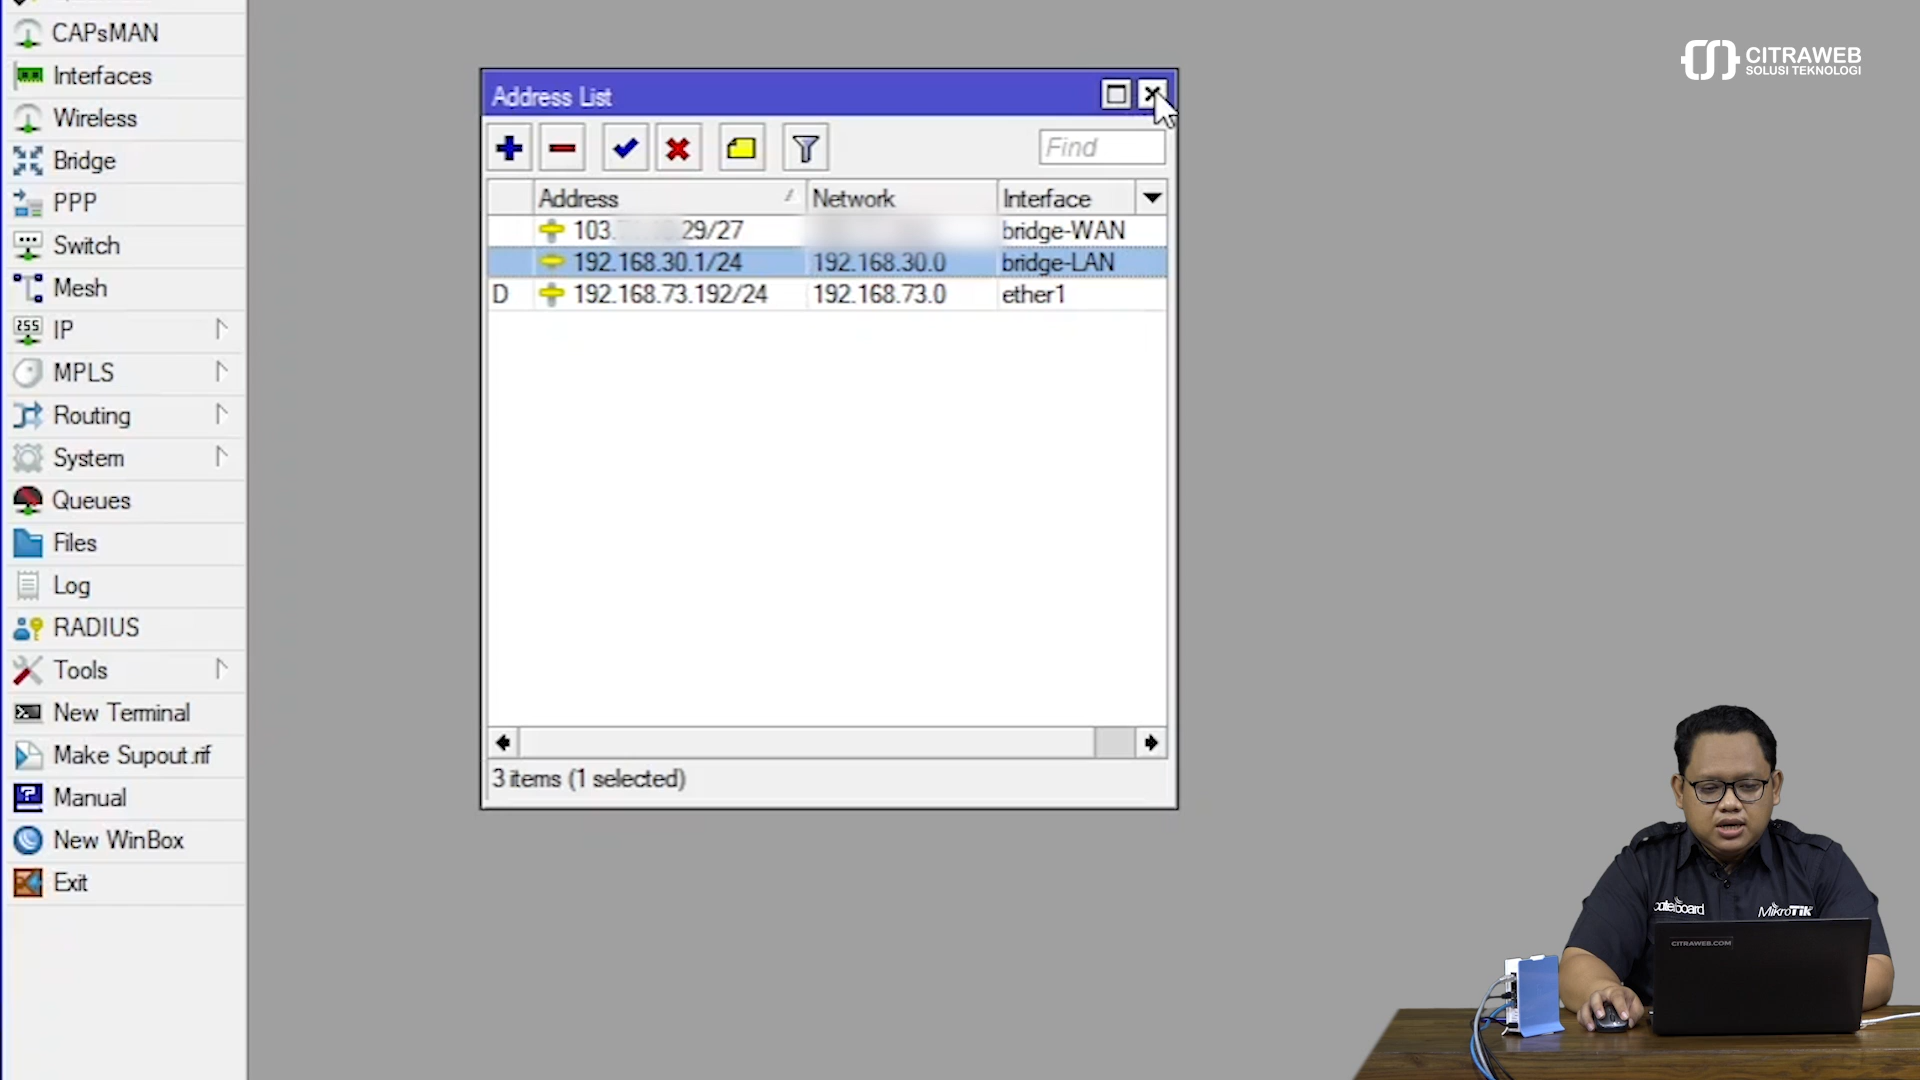 CAPsMAN
Interfaces
Wireless
Bridge
PPP
Switch
Mesh
255 IP
MPLS
Routing
System
Queues
Files
Log
RADIUS
Tools
New Terminal
Make Supout.rif
Manual
New WinBox
Exit
Address List
Find
Address Network Interface
103. 29/27 bridge-WAN
192.168.30.1/24 192.168.30.0 bridge-LAN
D 192.168.73.192/24 192.168.73.0 ether1
3 items (1 selected)
CITRAWEB
SOLUSI TEKNOLOGI
MikroTik
CITRAWEB.COM